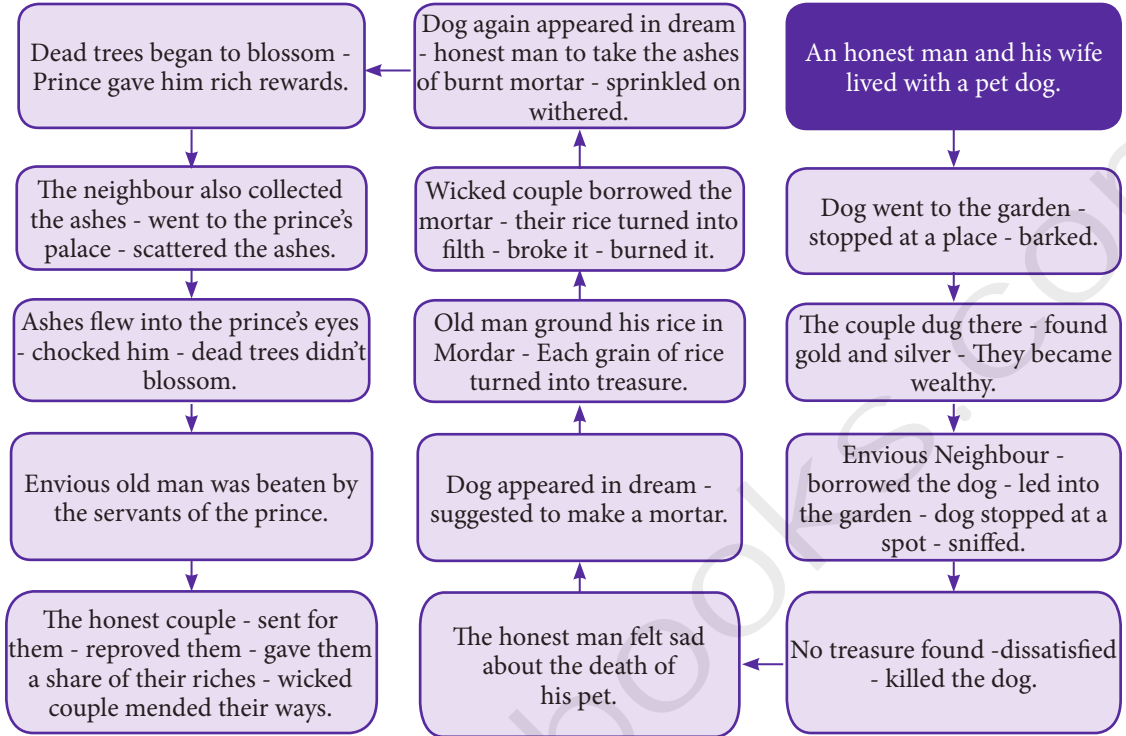 An honest man and his wife
lived with a pet dog.
Dog went to the garden -
stopped at a place - barked.
The couple dug there - found
gold and silver - They became
wealthy.
Envious Neighbour -
borrowed the dog - led into
the garden - dog stopped at a
spot - sniffed.
No treasure found -dissatisfied
- killed the dog.
The honest man felt sad
about the death of
his pet.
Dog appeared in dream -
suggested to make a mortar.
Old man ground his rice in
Mordar - Each grain of rice
turned into treasure.
Wicked couple borrowed the
mortar - their rice turned into
filth - broke it - burned it.
Dog again appeared in dream
- honest man to take the ashes
of burnt mortar - sprinkled on
withered.
Dead trees began to blossom -
Prince gave him rich rewards.
The neighbour also collected
the ashes - went to the prince's
palace - scattered the ashes.
Ashes flew into the prince's eyes
- chocked him - dead trees didn't
blossom.
Envious old man was beaten by
the servants of the prince.
The honest couple - sent for
them - reproved them - gave them
a share of their riches - wicked
couple mended their ways.
books.com